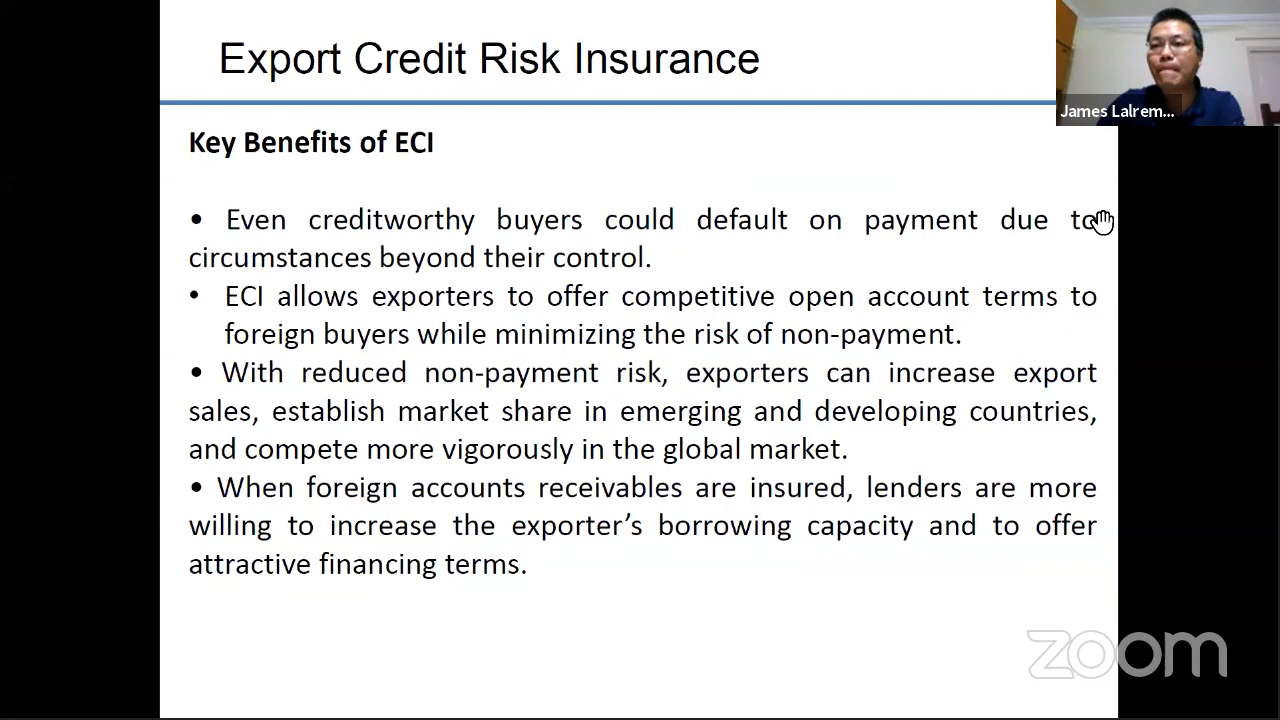 Export Credit Risk Insurance
James Lalrem...
Key Benefits of ECI
• Even creditworthy buyers could default on payment due to
circumstances beyond their control.
• ECI allows exporters to offer competitive open account terms to
foreign buyers while minimizing the risk of non-payment.
• With reduced non-payment risk, exporters can increase export
sales, establish market share in emerging and developing countries,
and compete more vigorously in the global market.
• When foreign accounts receivables are insured, lenders are more
willing to increase the exporter’s borrowing capacity and to offer
attractive financing terms.
zoom